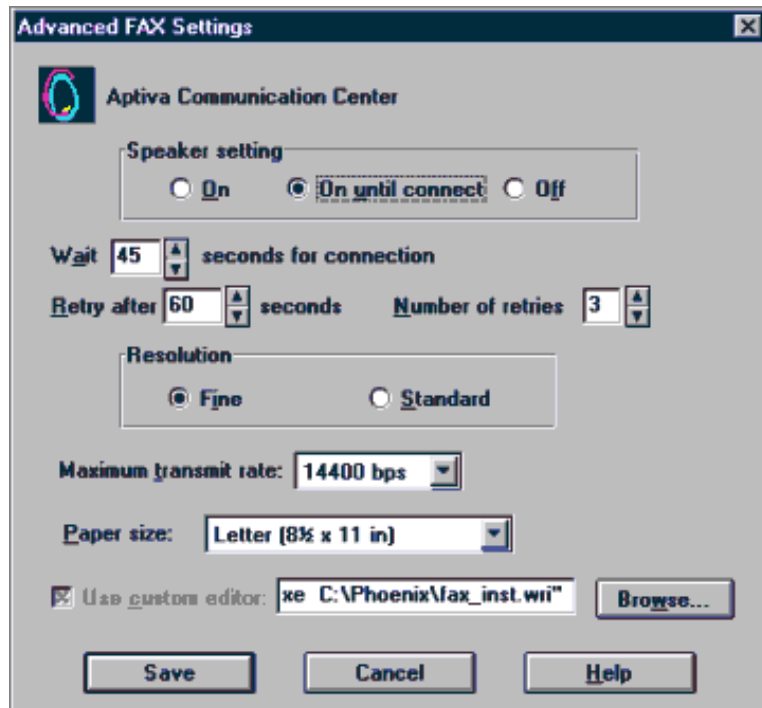 Advanced FAX Settings
Aptiva Communication Center
Speaker setting
On On until connect Off
Wait 45 seconds for connection
Retry after 60 seconds Number of retries 3
Resolution
Fine Standard
Maximum transmit rate: 14400 bps
Paper size: Letter (8½ x 11 in)
Use custom editor: xe C:\Phoenix\fax_inst.wri" Browse...
Save Cancel Help